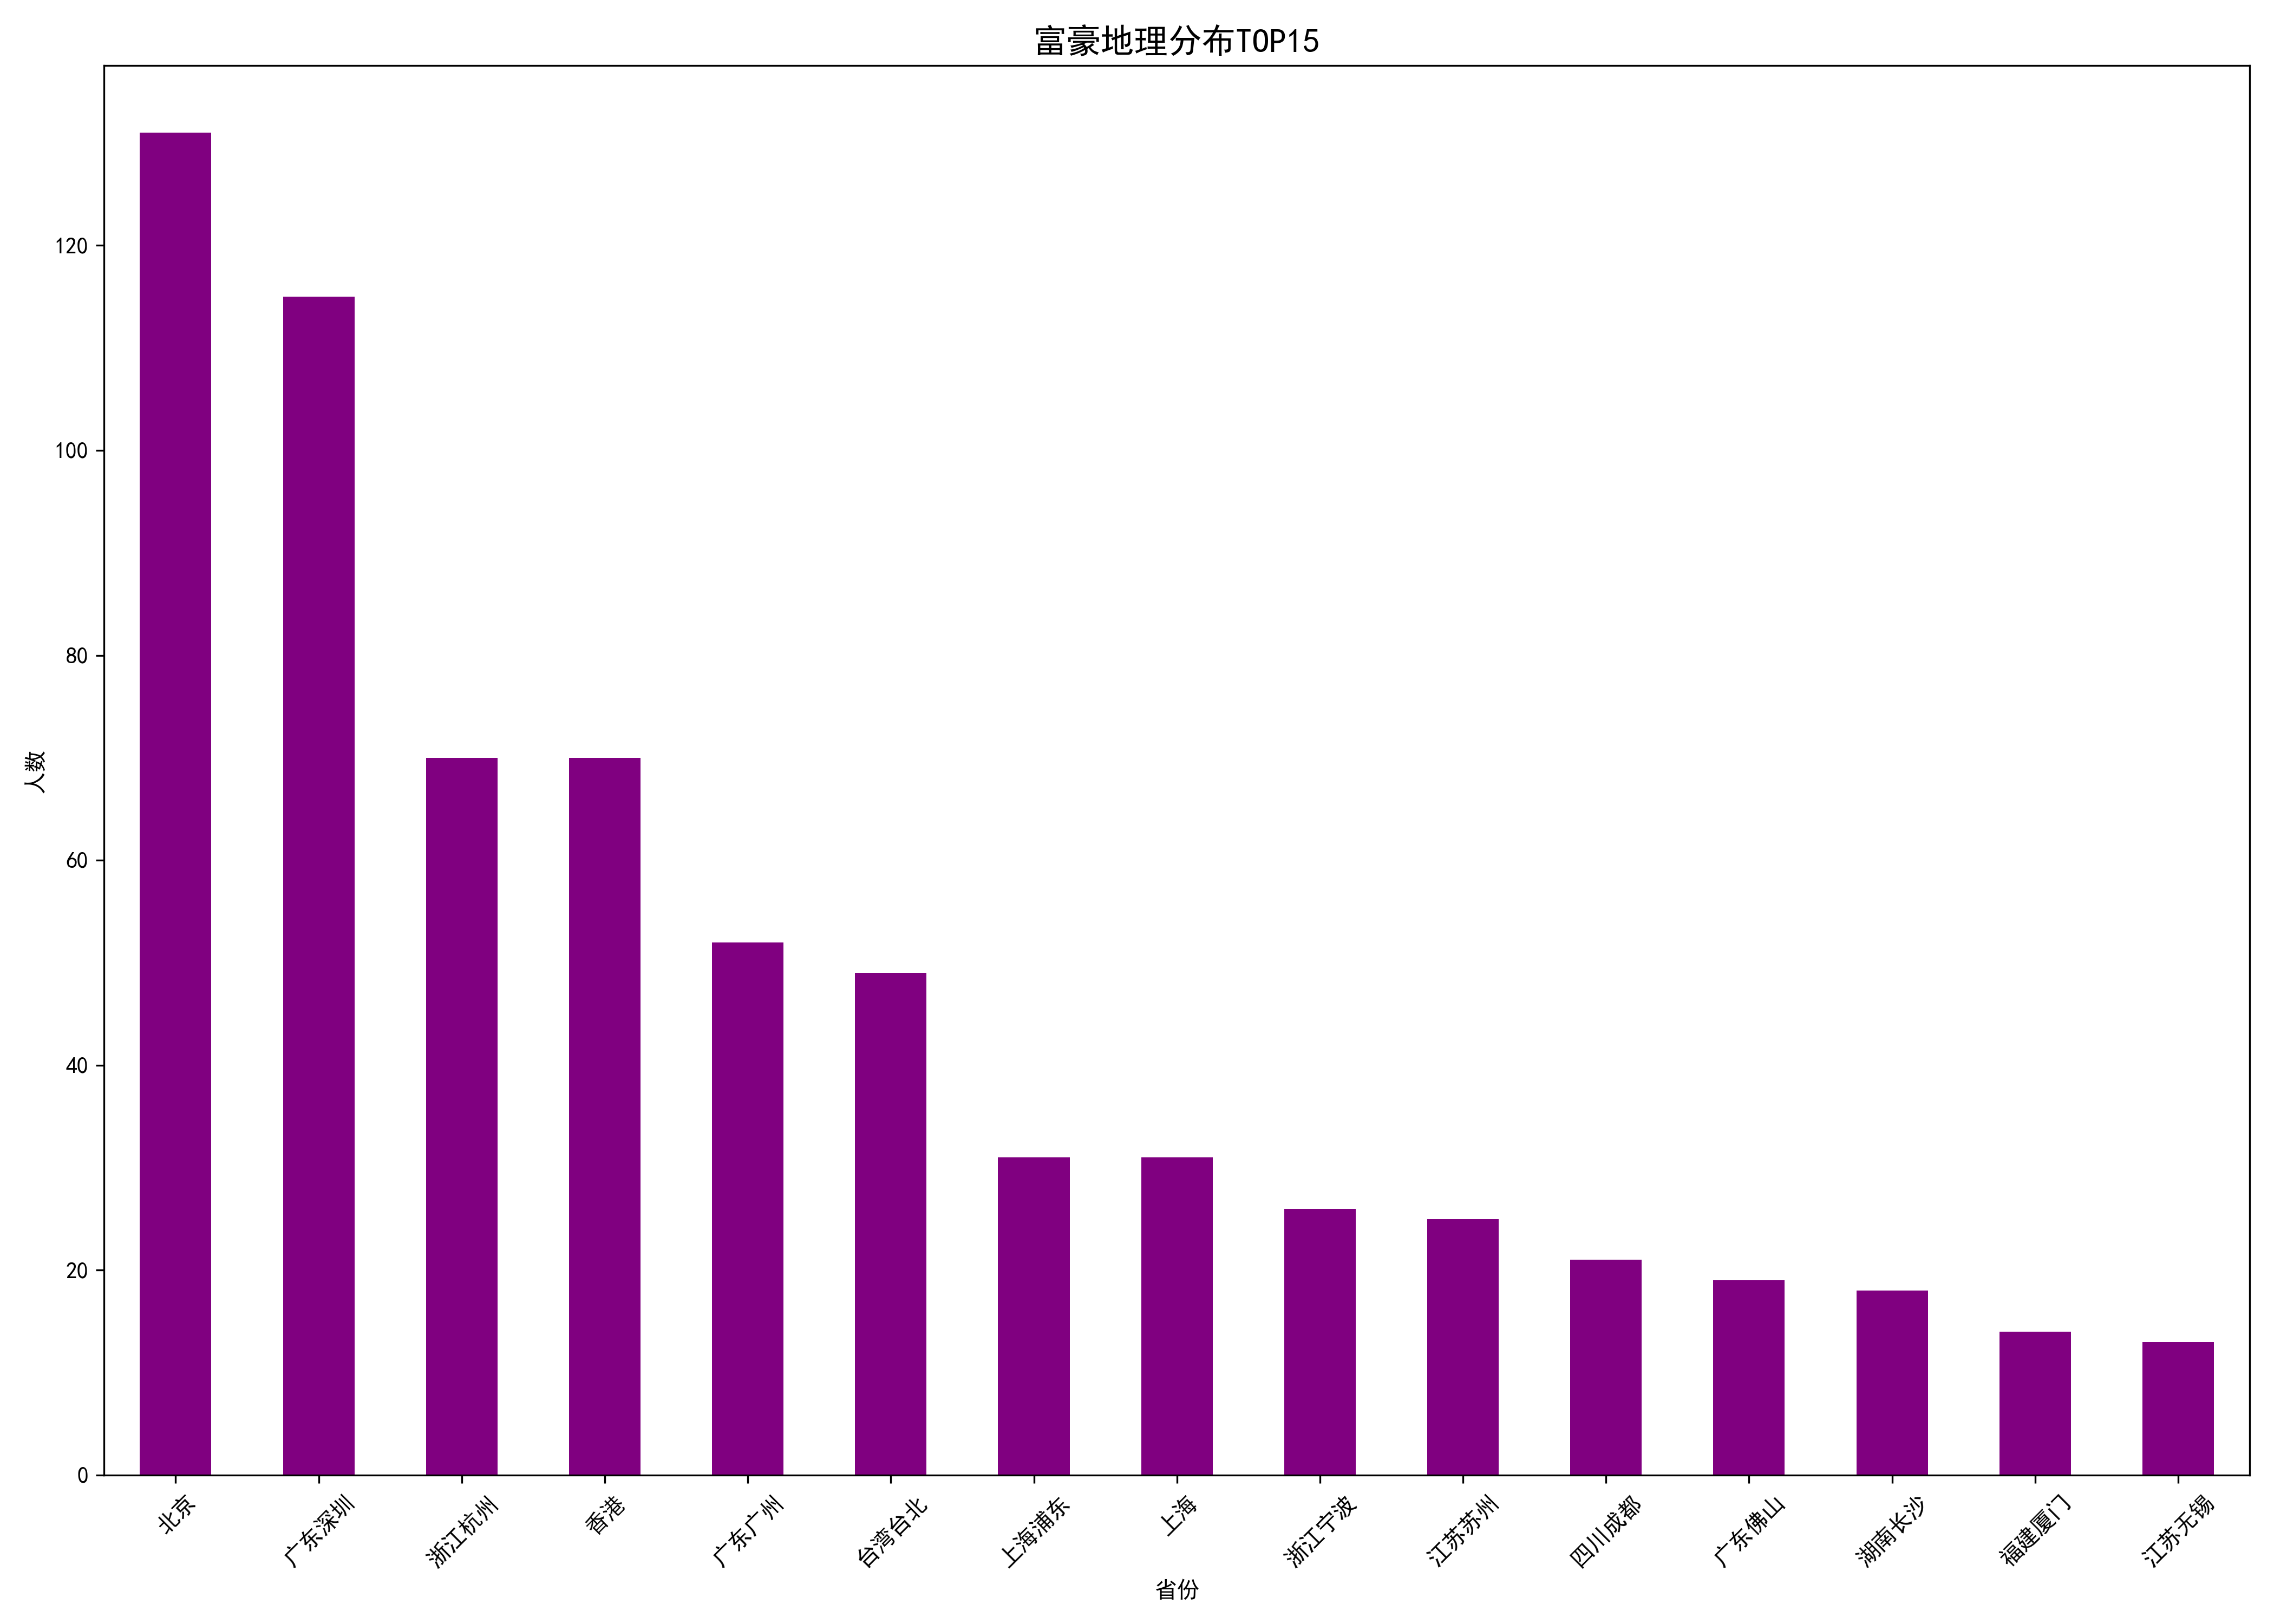 富豪地理分布TOP15
人数
120
100
80
60
40
20
0
北京
广东深圳
浙江杭州
香港
广东广州
台湾台北
上海浦东
上海
浙江宁波
江苏苏州
四川成都
广东佛山
湖南长沙
福建厦门
江苏无锡
省份